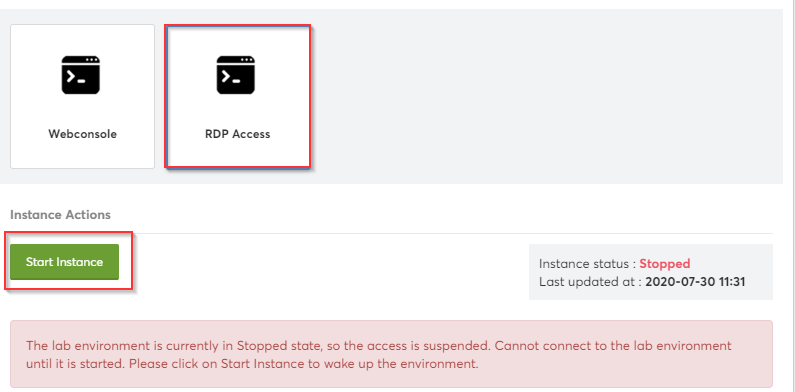 Webconsole
RDP Access
Instance Actions
Start Instance
Instance status : Stopped
Last updated at : 2020-07-30 11:31
The lab environment is currently in Stopped state, so the access is suspended. Cannot connect to the lab environment
until it is started. Please click on Start Instance to wake up the environment.